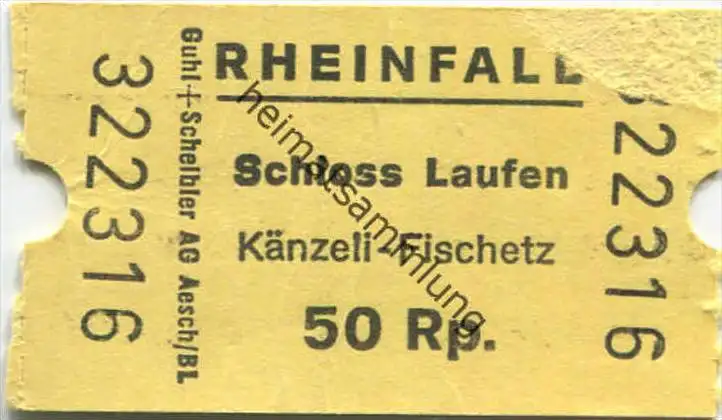 322316
Guhl + Scheibler AG Aesch/BL
RHEINFALL
Schloss Laufen
Känzeli-Fischetz
50 Rp.
322316
heimatsammlung